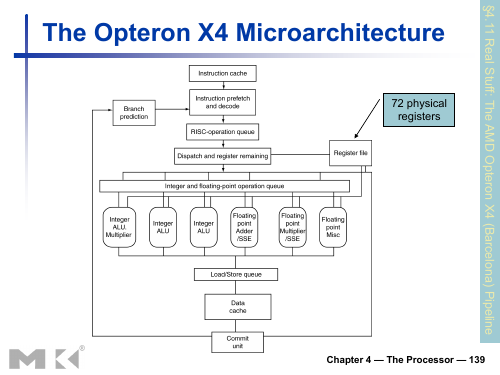 The Opteron X4 Microarchitecture
§4.11 Real Stuff: The AMD Opteron X4 (Barcelona) Pipeline
Instruction cache
Branch
prediction
Instruction prefetch
and decode
72 physical
registers
RISC-operation queue
Dispatch and register remaining
Register file
Integer and floating-point operation queue
Integer
ALU.
Multiplier
Integer
ALU
Integer
ALU
Floating
point
Adder
/SSE
Floating
point
Multiplier
/SSE
Floating
point
Misc
Load/Store queue
Data
cache
Commit
unit
MK®
Chapter 4 — The Processor — 139